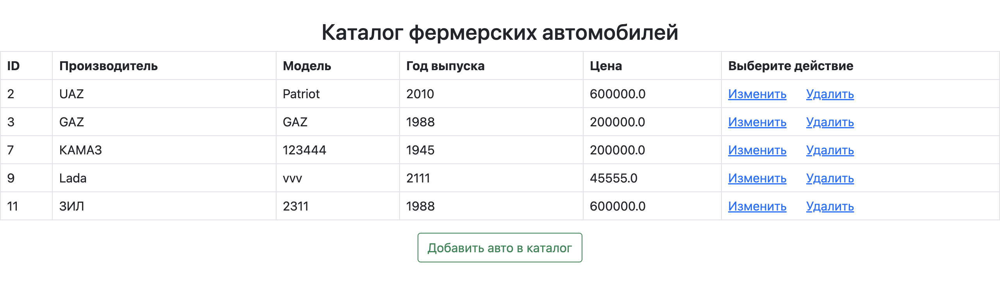 Каталог фермерских автомобилей
ID Производитель Модель Год выпуска Цена Выберите действие
2 UAZ Patriot 2010 600000.0 Изменить Удалить
3 GAZ GAZ 1988 200000.0 Изменить Удалить
7 КАМАЗ 123444 1945 200000.0 Изменить Удалить
9 Lada vvv 2111 45555.0 Изменить Удалить
11 ЗИЛ 2311 1988 600000.0 Изменить Удалить
Добавить авто в каталог